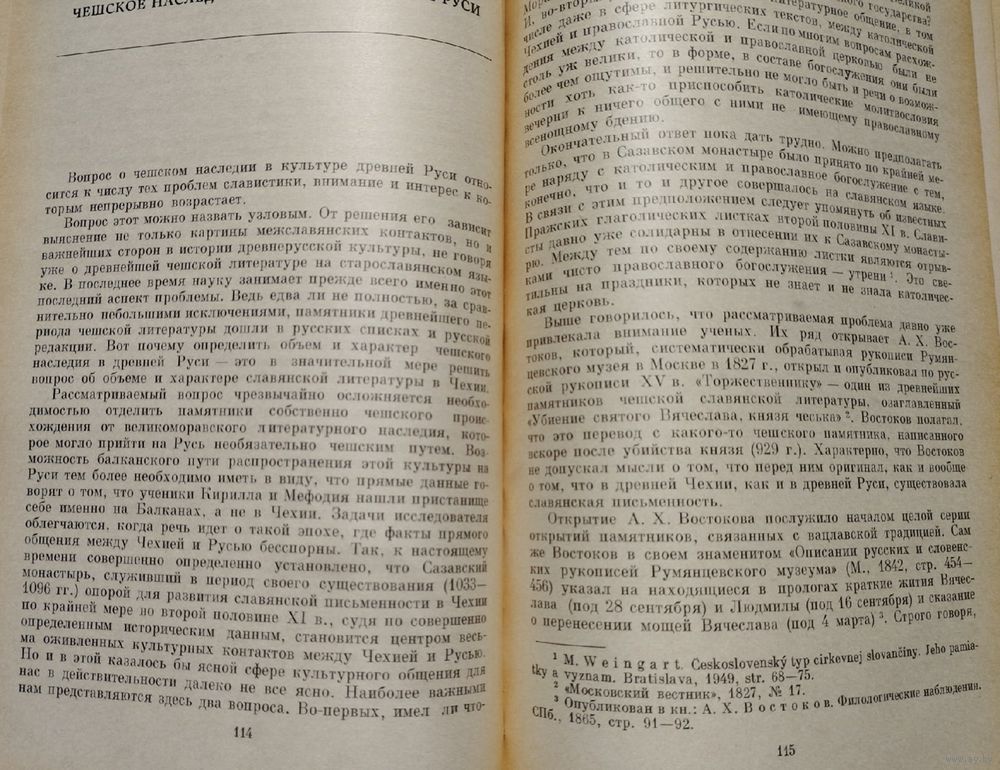 ЧЕШСКОЕ
РУСИ
Вопрос о чешском наследии в культуре древней Руси отно-
сится к числу тех проблем славистики, внимание и интерес к ко-
торым непрерывно возрастает.
Вопрос этот можно назвать узловым. От решения его зависит
выяснение не только картины межславянских контактов, но и
важнейших сторон в истории древнерусской культуры, не говоря
уже о древнейшей чешской литературе на старославянском язы-
ке. В последнее время науку занимает прежде всего именно этот
последний аспект проблемы. Ведь едва ли не полностью, за срав-
нительно небольшими исключениями, памятники древнейшего пе-
риода чешской литературы дошли в русских списках и русской
редакции. Вот почему определить объем и характер чешского
наследия в древней Руси — это в значительной мере решить
вопрос об объеме и характере славянской литературы в Чехии.
Рассматриваемый вопрос чрезвычайно осложняется необхо-
димостью отделить памятники собственно чешского проис-
хождения от великоморавского литературного наследия, кото-
рое могло прийти на Русь необязательно чешским путем. Воз-
можность балканского пути распространения этой культуры на
Руси тем более необходимо иметь в виду, что прямые данные го-
ворят о том, что ученики Кирилла и Мефодия нашли пристанище
себе именно на Балканах, а не в Чехии. Задачи исследователя
облегчаются, когда речь идет о такой эпохе, где факты прямого
общения между Чехией и Русью бесспорны. Так, к настоящему
времени совершенно определенно установлено, что Сазавский
монастырь, служивший в период своего существования (1033—
1096 гг.) опорой для развития славянской письменности в Чехии
по крайней мере во второй половине XI в., судя по совершенно
определенным историческим данным, становится центром весь-
ма оживленных культурных контактов между Чехией и Русью.
Но и в этой казалось бы ясной сфере культурного общения для
нас в действительности далеко не все ясно. Наиболее важными
нам представляются здесь два вопроса. Во-первых, имел ли что-
114
государства?
И, во-вторых, литературное общение, в том
числе даже в сфере литургических текстов, между католической
Чехией и православной Русью. Если по многим вопросам расхож-
дения между католической и православной церковью были не
столь уж велики, то в форме, в составе богослужения они были
более чем ощутимы, и решительно не могло быть и речи о возмож-
ности хоть как-то приспособить католические молитвословия
вечерни к ничего общего с ними не имеющему православному
всенощному бдению.
Окончательный ответ пока дать трудно. Можно предполагать
только, что в Сазавском монастыре было принято по крайней ме-
ре наряду с католическим и православное богослужение с тем,
конечно, что и то и другое совершалось на славянском языке.
В связи с этим предположением следует упомянуть об известных
Пражских глаголических листках второй половины XI в. Слави-
сты давно уже солидарны в отнесении их к Сазавскому монасты-
рю. Между тем по своему содержанию листки являются отрыв-
ками чисто православного богослужения — утрени ¹. Это све-
тильны на праздники, которых не знает и не знала католичес-
кая церковь.
Выше говорилось, что рассматриваемая проблема давно уже
привлекала внимание ученых. Их ряд открывает А. Х. Вос-
токов, который, систематически обрабатывая рукописи Румян-
цевского музея в Москве в 1827 г., открыл и опубликовал по рус-
ской рукописи XV в. «Торжественнику» — один из древнейших
памятников чешской славянской литературы, озаглавленный
«Убиение святого Вячеслава, князя чеська» ². Востоков полагал,
что это перевод с какого-то чешского памятника, написанного
вскоре после убийства князя (929 г.). Характерно, что Востоков
не допускал мысли о том, что перед ним оригинал, как и вообще
о том, что в древней Чехии, как и в древней Руси, существовала
славянская письменность.
Открытие А. Х. Востокова послужило началом целой серии
открытий памятников, связанных с вацлавской традицией. Сам
же Востоков в своем знаменитом «Описании русских и словенс-
ких рукописей Румянцевского музеума» (М., 1842, стр. 454—
456) указал на находящиеся в прологах краткие жития Вячес-
лава (под 28 сентября) и Людмилы (под 16 сентября) и сказание
о перенесении мощей Вячеслава (под 4 марта) ³. Строго говоря,
¹ M. Weingart. Československý typ cirkevnej slovančiny. Jeho pamia-
tky a vyznam. Bratislava, 1949, str. 68—75.
² «Московский вестник», 1827, № 17.
³ Опубликован в кн.: А. Х. Востоков. Филологические наблюдения.
СПб., 1865, стр. 91—92.
115